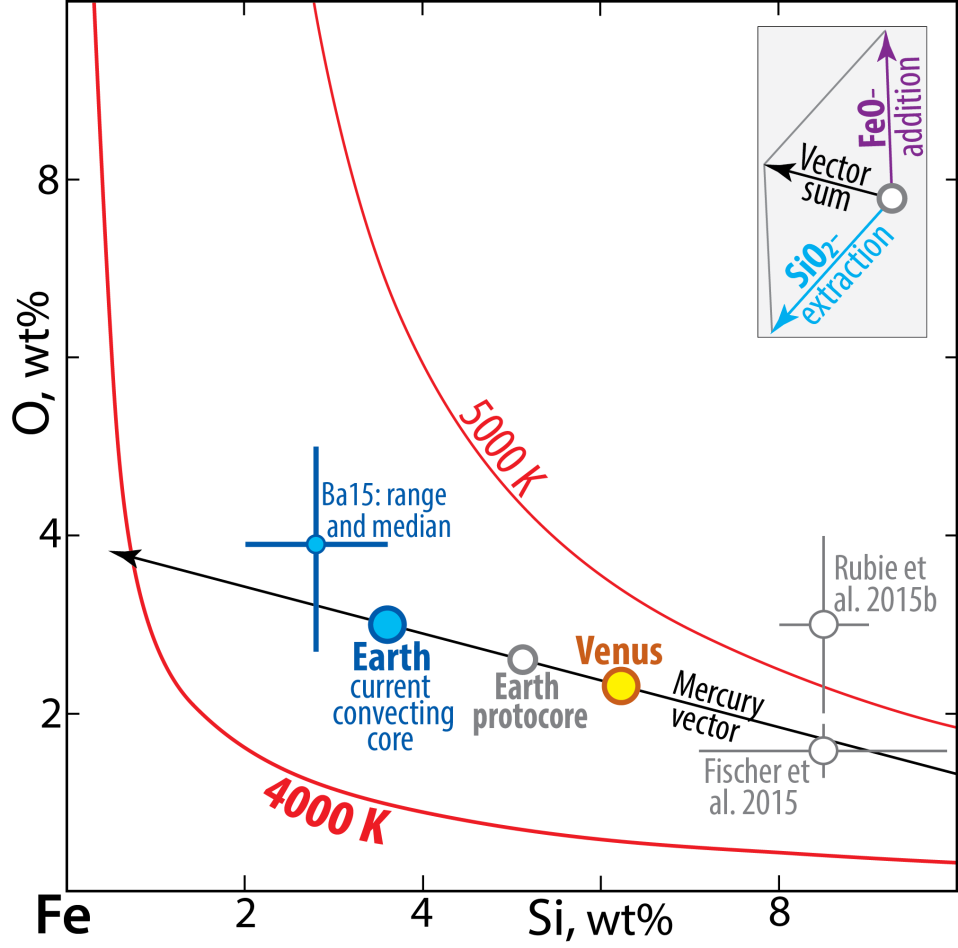 FeO-
addition
Vector
sum
SiO2-
extraction
8
O, wt%
5000 K
Ba15: range
and median
4
Rubie et
al. 2015b
Earth
current
convecting
core
Earth
protocore
Venus
Mercury
vector
2
Fischer et
al. 2015
4000 K
Fe
2
4
Si, wt%
8